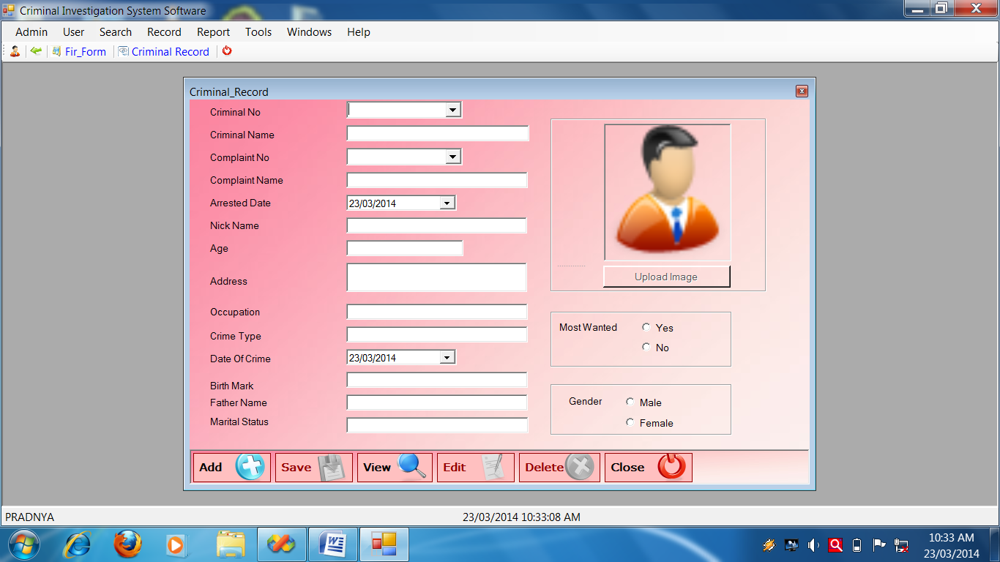 Criminal Investigation System Software
Admin User Search Record Report Tools Windows Help
Fir_Form Criminal Record
Criminal_Record
Criminal No
Criminal Name
Complaint No
Complaint Name
Arrested Date 23/03/2014
Nick Name
Age
Address
Occupation
Crime Type
Date Of Crime 23/03/2014
Birth Mark
Father Name
Marital Status
Upload Image
Most Wanted Yes
No
Gender Male
Female
Add Save View Edit Delete Close
PRADNYA 23/03/2014 10:33:08 AM
10:33 AM
23/03/2014